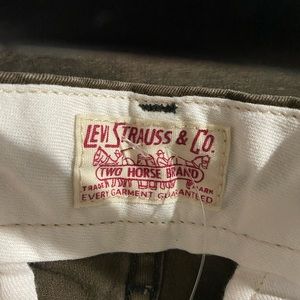 LEVI STRAUSS & CO.
TWO HORSE BRAND
TRADE MARK
EVERY GARMENT GUARANTEED